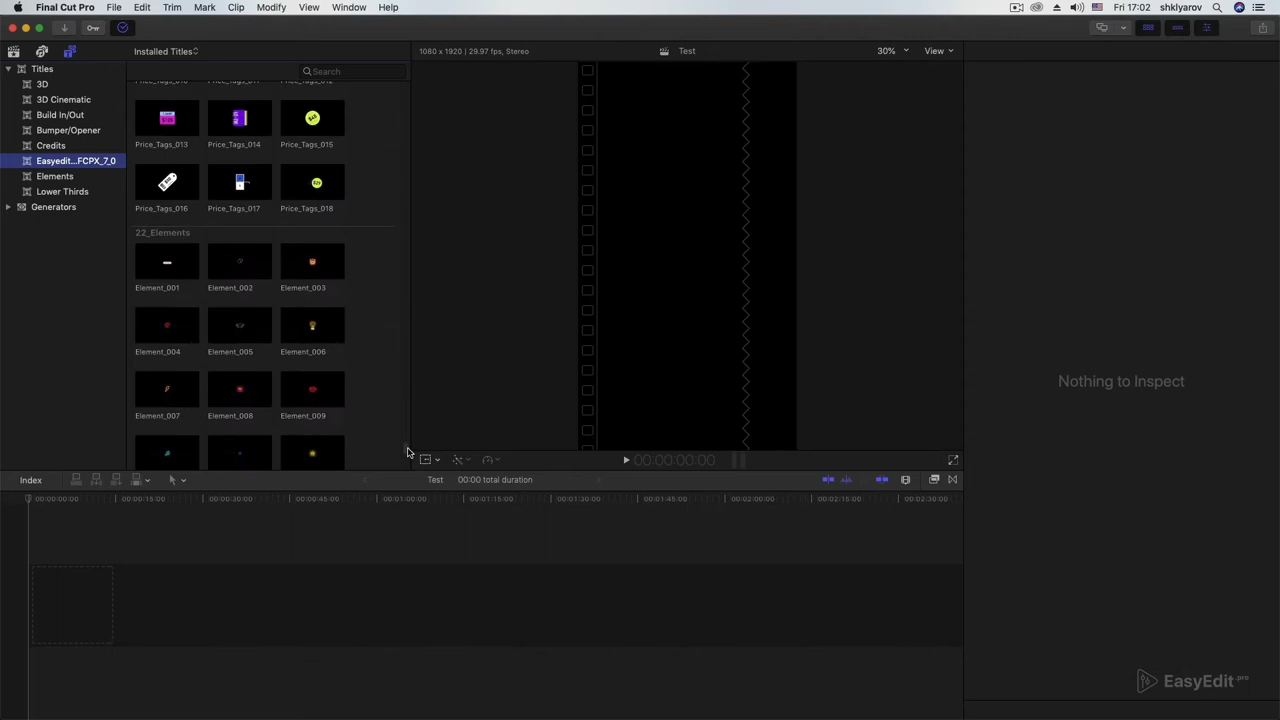 Final Cut Pro File Edit Trim Mark Clip Modify View Window Help Fri 17:02 shklyarov
Installed Titles 1080 x 1920 | 29.97 fps, Stereo Test 30% View
Titles
Search
3D
3D Cinematic
Build In/Out
Bumper/Opener
Credits
Easyedit...FCPX_7_0
Elements
Lower Thirds
Generators
Price_Tags_013 Price_Tags_014 Price_Tags_015
Price_Tags_016 Price_Tags_017 Price_Tags_018
22_Elements
Element_001 Element_002 Element_003
Element_004 Element_005 Element_006
Element_007 Element_008 Element_009
Nothing to Inspect
00:00:00:00
Index Test 00:00 total duration
00:00:00:00 00:00:15:00 00:00:30:00 00:00:45:00 00:01:00:00 00:01:15:00 00:01:30:00 00:01:45:00 00:02:00:00 00:02:15:00 00:02:30:00
EasyEdit.pro